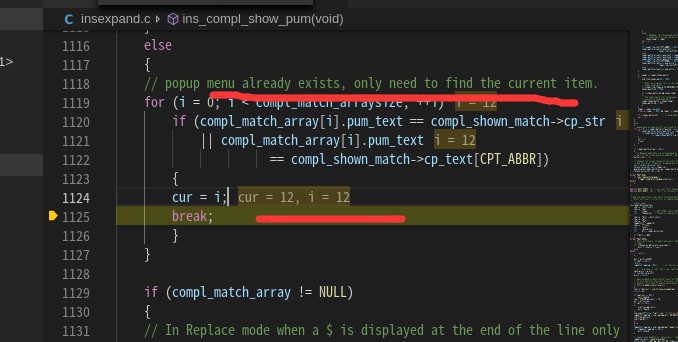 1>
C insexpand.c ▷ ins_compl_show_pum(void)
1116 else
1117 {
1118 // popup menu already exists, only need to find the current item.
1119 for (i = 0; i < compl_match_arraysize; ++i) i = 12
1120 if (compl_match_array[i].pum_text == compl_shown_match->cp_str i
1121 || compl_match_array[i].pum_text i = 12
1122 == compl_shown_match->cp_text[CPT_ABBR])
1123 {
1124 cur = i; cur = 12, i = 12
1125 break;
1126 }
1127 }
1128
1129 if (compl_match_array != NULL)
1130 {
1131 // In Replace mode when a $ is displayed at the end of the line only